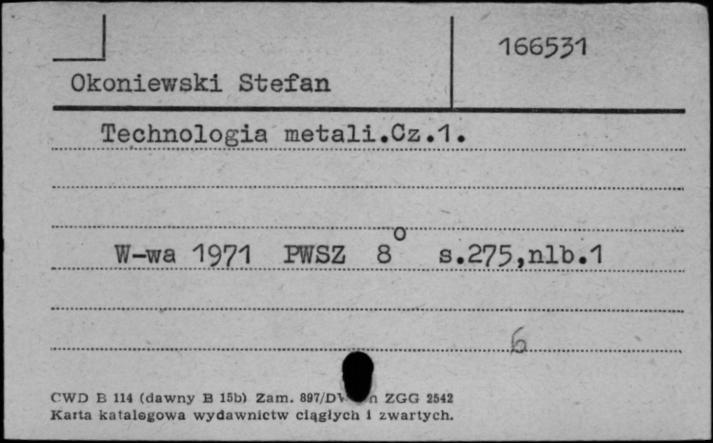 166531
Okoniewski Stefan
Technologia metali.Cz.1.
W-wa 1971 PWSZ 8° s.275,nlb.1
6
CWD B 114 (dawny B 15b) Zam. 897/ ZGG 2542
Karta katalogowa wydawnictw ciągłych i zwartych.